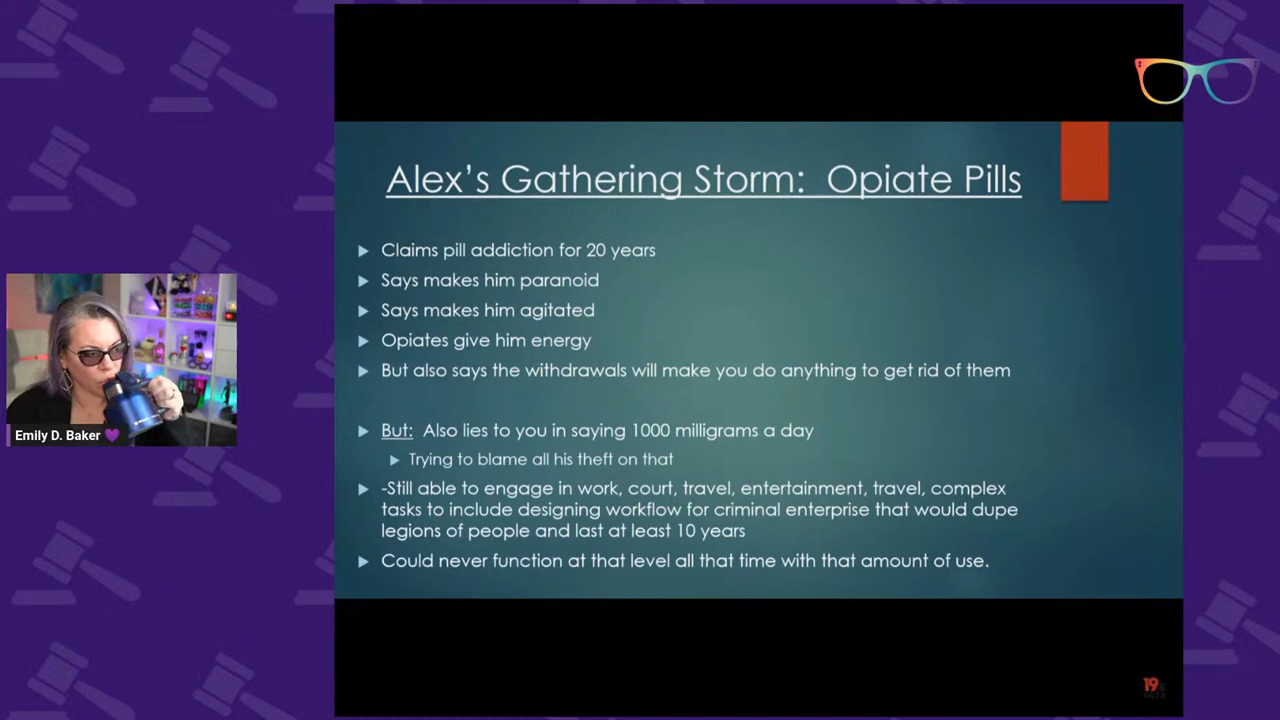 Alex's Gathering Storm: Opiate Pills
Claims pill addiction for 20 years
Says makes him paranoid
Says makes him agitated
Opiates give him energy
But also says the withdrawals will make you do anything to get rid of them
But: Also lies to you in saying 1000 milligrams a day
Trying to blame all his theft on that
-Still able to engage in work, court, travel, entertainment, travel, complex
tasks to include designing workflow for criminal enterprise that would dupe
legions of people and last at least 10 years
Could never function at that level all that time with that amount of use.
Emily D. Baker
19